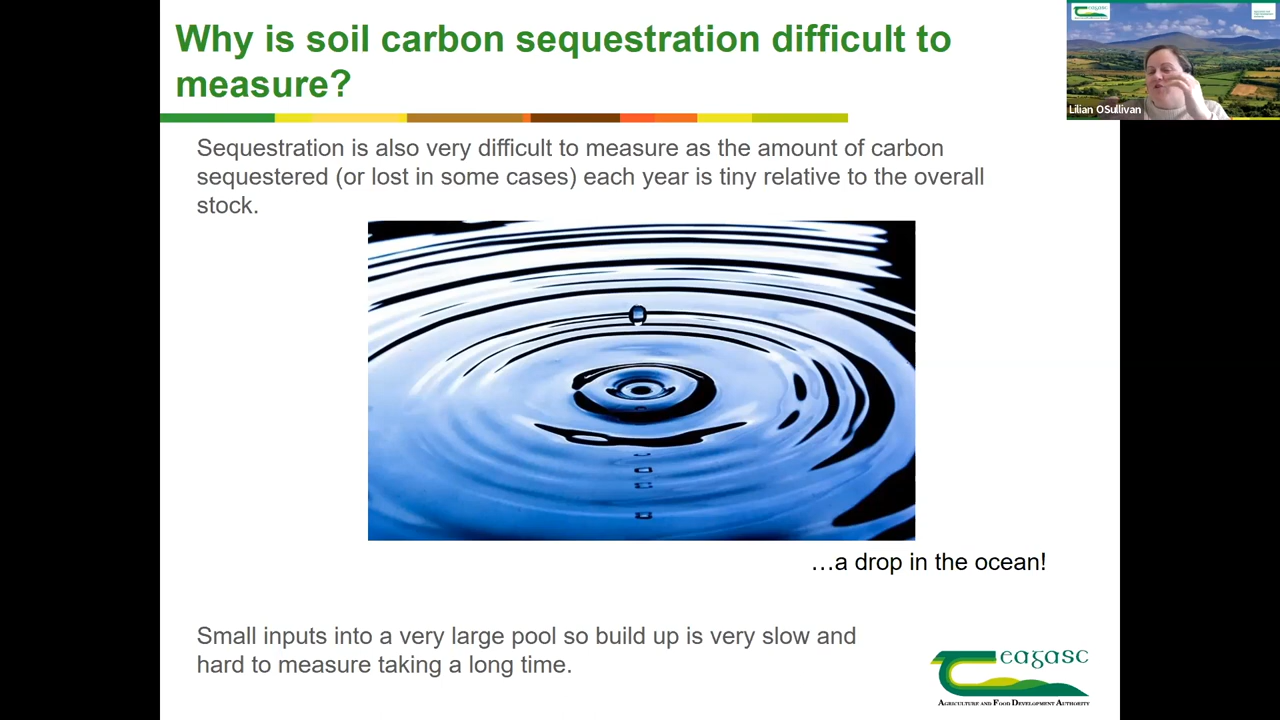 Why is soil carbon sequestration difficult to
measure?
Lilian OSullivan
Sequestration is also very difficult to measure as the amount of carbon
sequestered (or lost in some cases) each year is tiny relative to the overall
stock.
…a drop in the ocean!
Small inputs into a very large pool so build up is very slow and
hard to measure taking a long time.
eagasc
AGRICULTURE AND FOOD DEVELOPMENT AUTHORITY